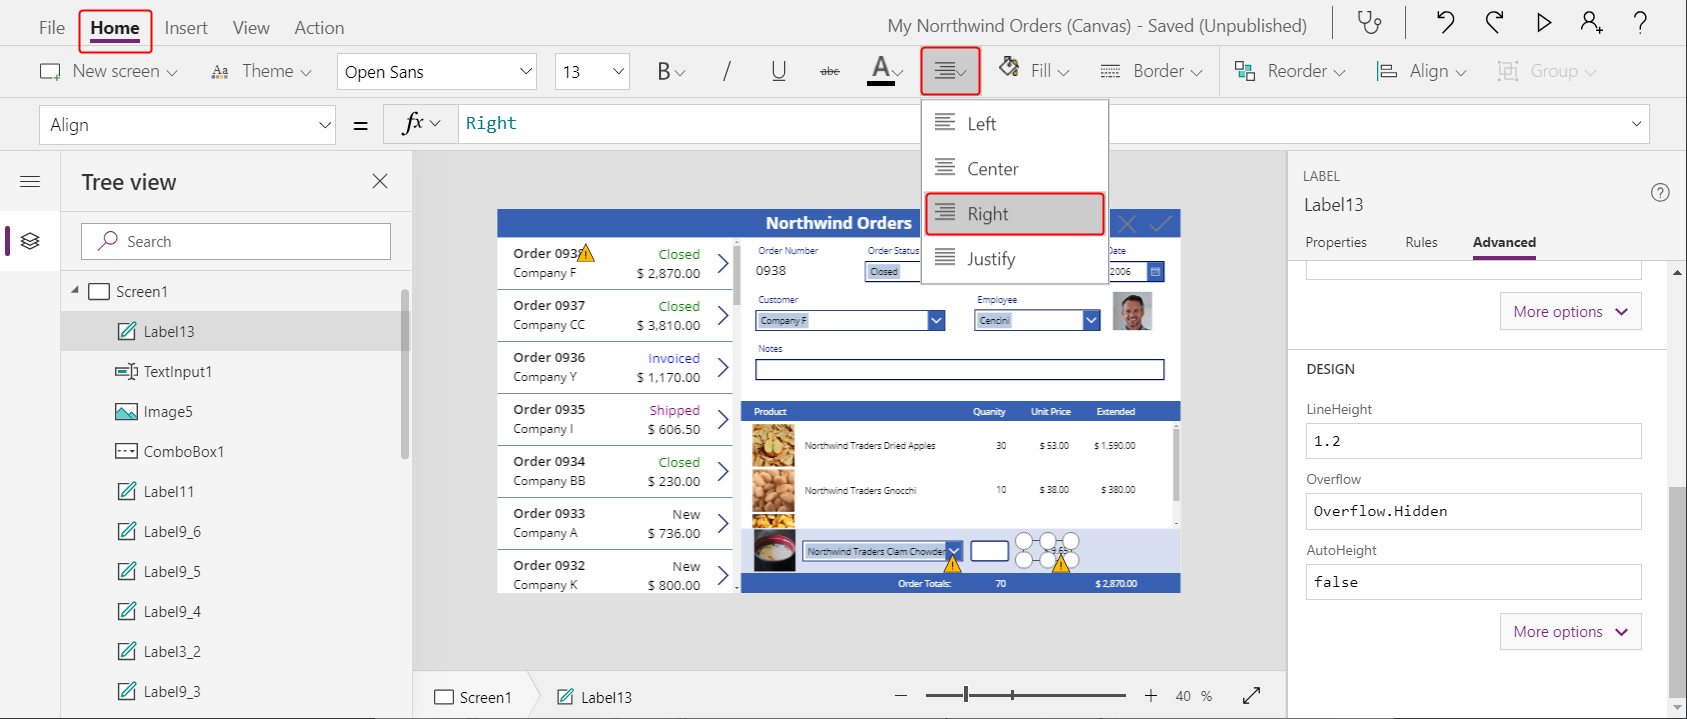 File Home Insert View Action My Norrthwind Orders (Canvas) - Saved (Unpublished) ?
New screen Aa Theme Open Sans 13 B / U abc A Fill Border Reorder Align Group
Align = fx Right
Left
Center
Right
Justify
Tree view
Search
Screen1
Label13
TextInput1
Image5
ComboBox1
Label11
Label9_6
Label9_5
Label9_4
Label3_2
Label9_3
Northwind Orders
Order 0938 Closed
Company F $ 2,870.00
Order 0937 Closed
Company CC $ 3,810.00
Order 0936 Invoiced
Company Y $ 1,170.00
Order 0935 Shipped
Company I $ 606.50
Order 0934 Closed
Company BB $ 230.00
Order 0933 New
Company A $ 736.00
Order 0932 New
Company K $ 800.00
Order Number Order Status Date
0938 Closed 2006
Customer Employee
Company F Cencini
Notes
Product Quanity Unit Price Extended
Northwind Traders Dried Apples 30 $ 53.00 $ 1,590.00
Northwind Traders Gnocchi 10 $ 38.00 $ 380.00
Northwind Traders Clam Chowder
Order Totals: 70 $ 2,870.00
Screen1 Label13 40 %
LABEL
Label13
?
Properties Rules Advanced
More options
DESIGN
LineHeight
1.2
Overflow
Overflow.Hidden
AutoHeight
false
More options